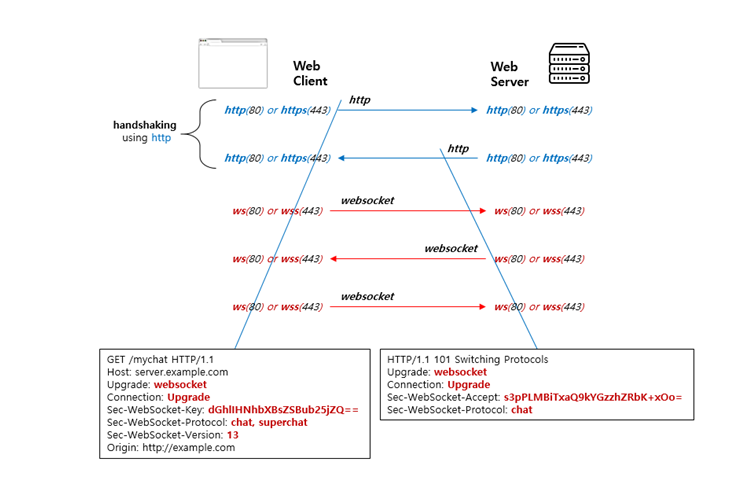 Web
Client
Web
Server
http
http(80) or https(443)
http(80) or https(443)
handshaking
using http
http
http(80) or https(443)
http(80) or https(443)
websocket
ws(80) or wss(443)
ws(80) or wss(443)
websocket
ws(80) or wss(443)
ws(80) or wss(443)
websocket
ws(80) or wss(443)
ws(80) or wss(443)
GET /mychat HTTP/1.1
Host: server.example.com
Upgrade: websocket
Connection: Upgrade
Sec-WebSocket-Key: dGhlIHNhbXBsZSBub25jZQ==
Sec-WebSocket-Protocol: chat, superchat
Sec-WebSocket-Version: 13
Origin: http://example.com
HTTP/1.1 101 Switching Protocols
Upgrade: websocket
Connection: Upgrade
Sec-WebSocket-Accept: s3pPLMBiTxaQ9kYGzzhZRbK+xOo=
Sec-WebSocket-Protocol: chat